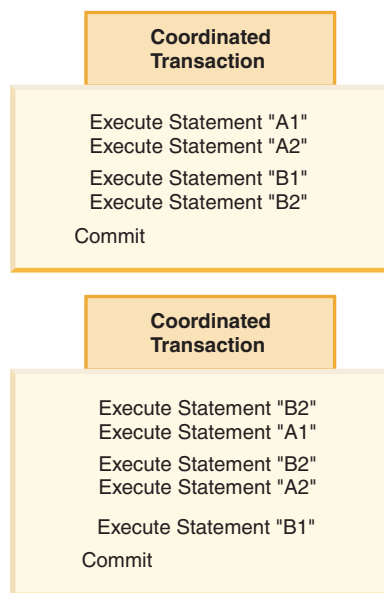 Coordinated
Transaction
Execute Statement "A1"
Execute Statement "A2"
Execute Statement "B1"
Execute Statement "B2"
Commit
Coordinated
Transaction
Execute Statement "B2"
Execute Statement "A1"
Execute Statement "B2"
Execute Statement "A2"
Execute Statement "B1"
Commit